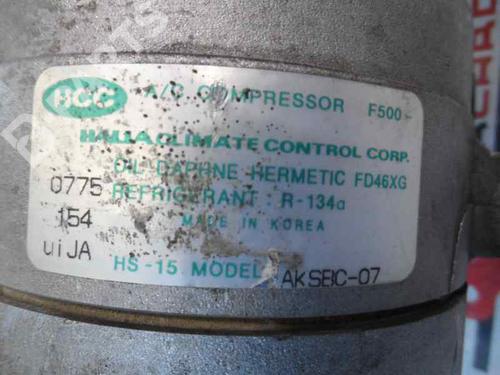 HCC A/C COMPRESSOR F500-
HALLA CLIMATE CONTROL CORP.
OIL DAPHNE HERMETIC FD46XG
0775 REFRIGERANT : R-134a
154 MADE IN KOREA
uiJA
HS-15 MODEL AKSBC-07